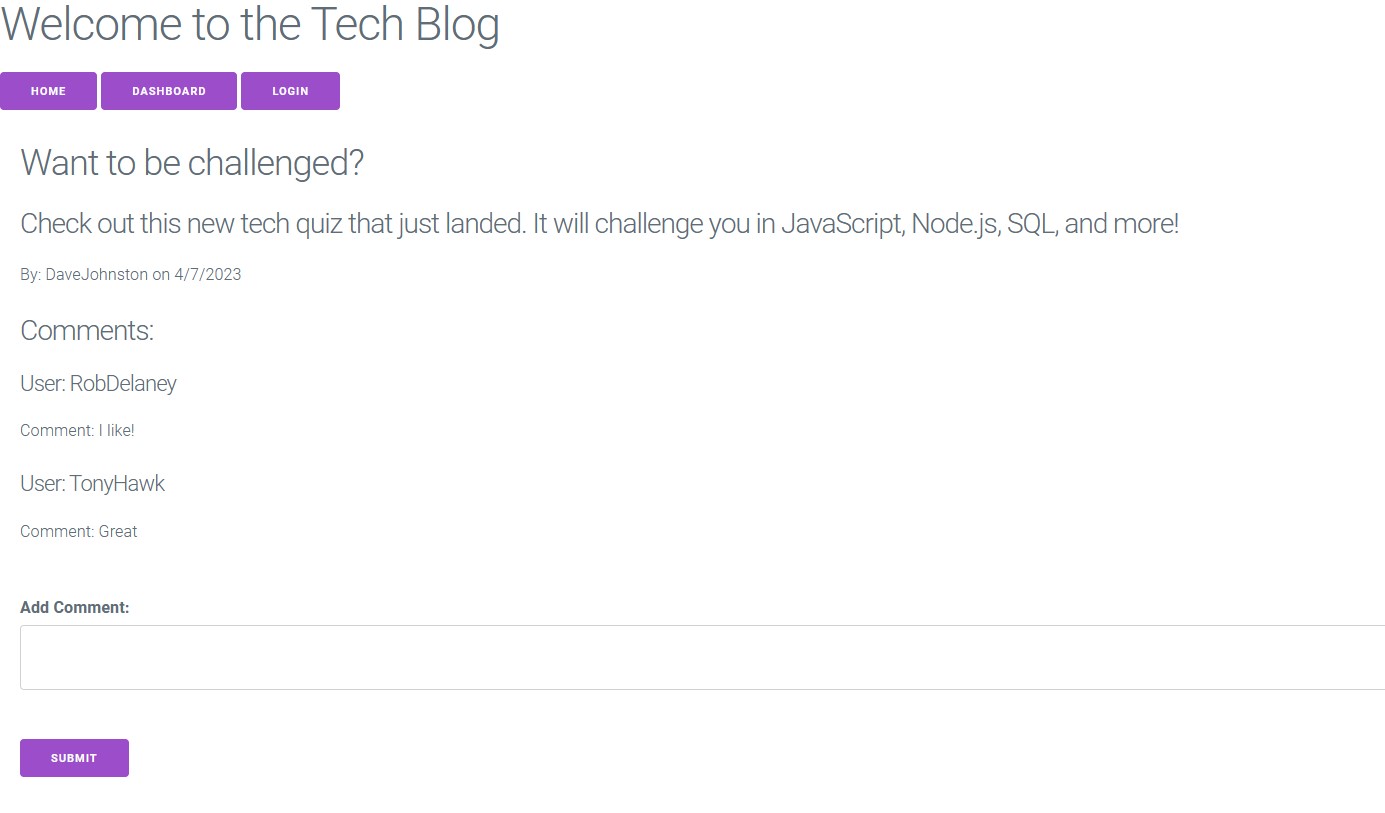 Welcome to the Tech Blog
HOME DASHBOARD LOGIN
Want to be challenged?
Check out this new tech quiz that just landed. It will challenge you in JavaScript, Node.js, SQL, and more!
By: DaveJohnston on 4/7/2023
Comments:
User: RobDelaney
Comment: I like!
User: TonyHawk
Comment: Great
Add Comment:
SUBMIT